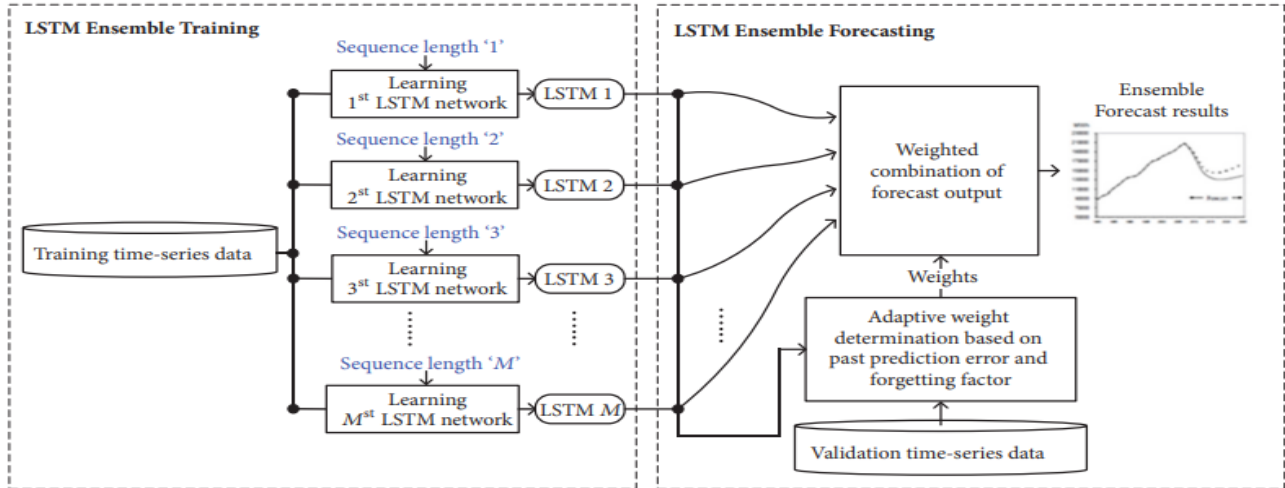 LSTM Ensemble Training
Sequence length ‘1’
Learning
1st LSTM network
LSTM 1
Sequence length ‘2’
Learning
2st LSTM network
LSTM 2
Training time-series data
Sequence length ‘3’
Learning
3st LSTM network
LSTM 3
Sequence length ‘M’
Learning
Mst LSTM network
LSTM M
LSTM Ensemble Forecasting
Weighted
combination of
forecast output
Ensemble
Forecast results
Weights
Adaptive weight
determination based on
past prediction error and
forgetting factor
Validation time-series data